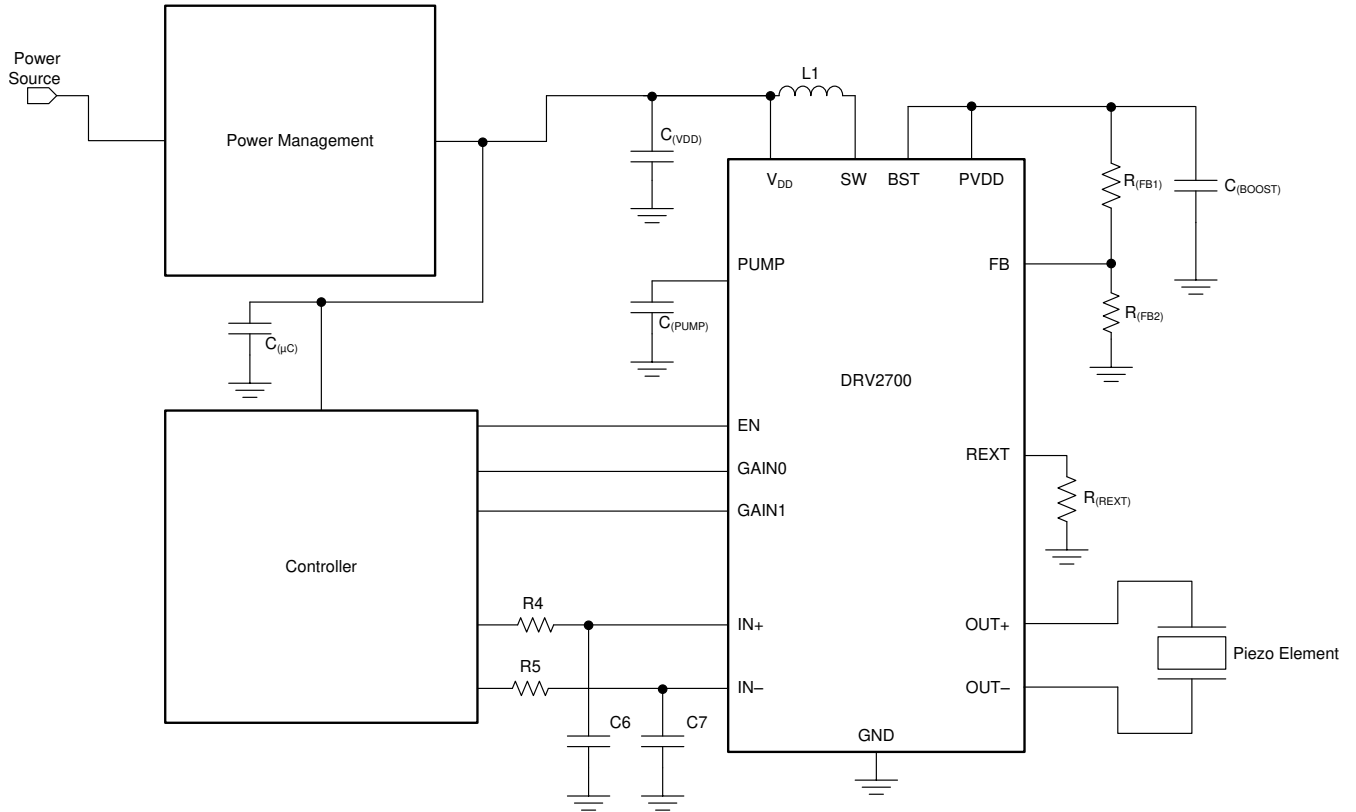 Power
Source
Power Management
L1
C(VDD)
VDD
SW
BST
PVDD
R(FB1)
C(BOOST)
PUMP
FB
C(PUMP)
R(FB2)
C(µC)
DRV2700
EN
GAIN0
GAIN1
REXT
R(REXT)
Controller
R4
IN+
OUT+
Piezo Element
R5
IN–
OUT–
C6
C7
GND